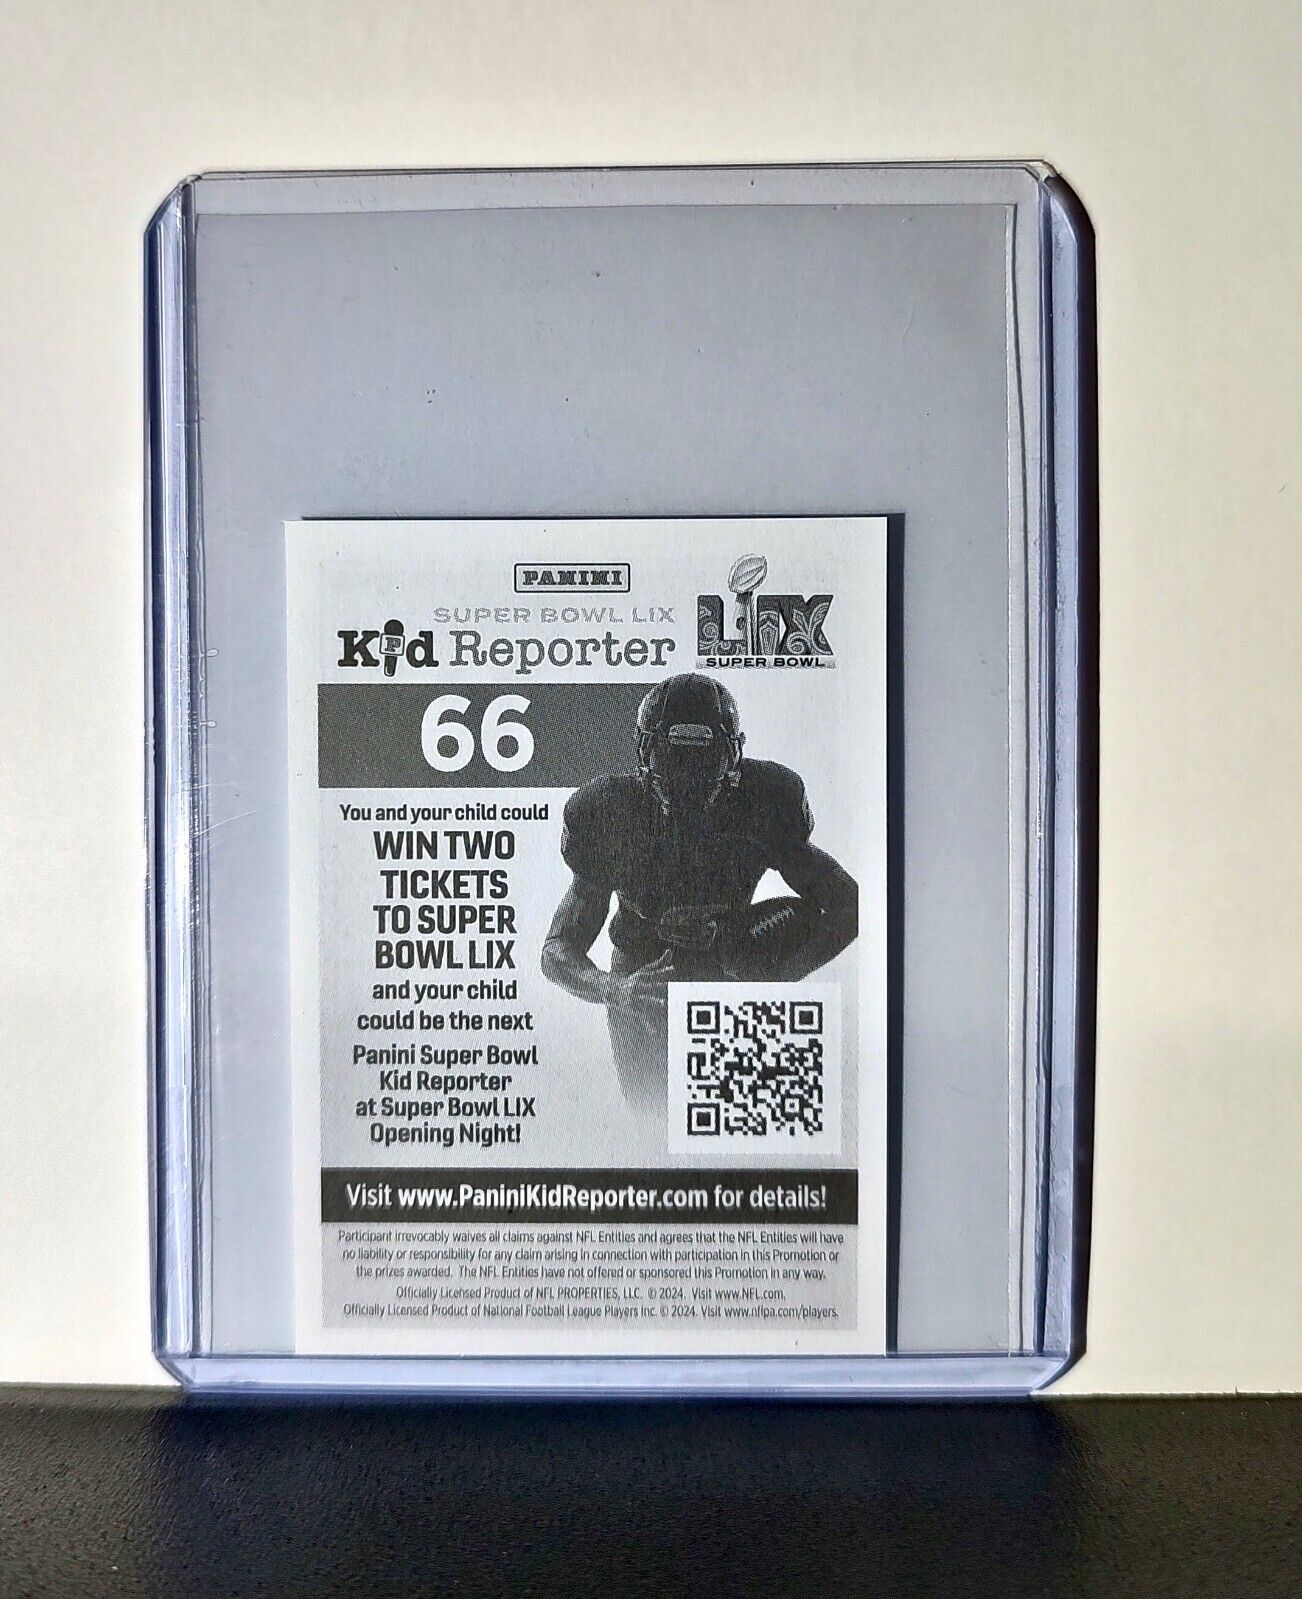 PANINI
SUPER BOWL LIX
Kid Reporter
P
LIX
SUPER BOWL
66
You and your child could
WIN TWO
TICKETS
TO SUPER
BOWL LIX
and your child
could be the next
Panini Super Bowl
Kid Reporter
at Super Bowl LIX
Opening Night!
Visit www.PaniniKidReporter.com for details!
Participant irrevocably waives all claims against NFL Entities and agrees that the NFL Entities will have
no liability or responsibility for any claim arising in connection with participation in this Promotion or
the prizes awarded. The NFL Entities have not offered or sponsored this Promotion in any way.
Officially Licensed Product of NFL PROPERTIES, LLC. © 2024. Visit www.NFL.com.
Officially Licensed Product of National Football League Players Inc. © 2024. Visit www.nflpa.com/players.